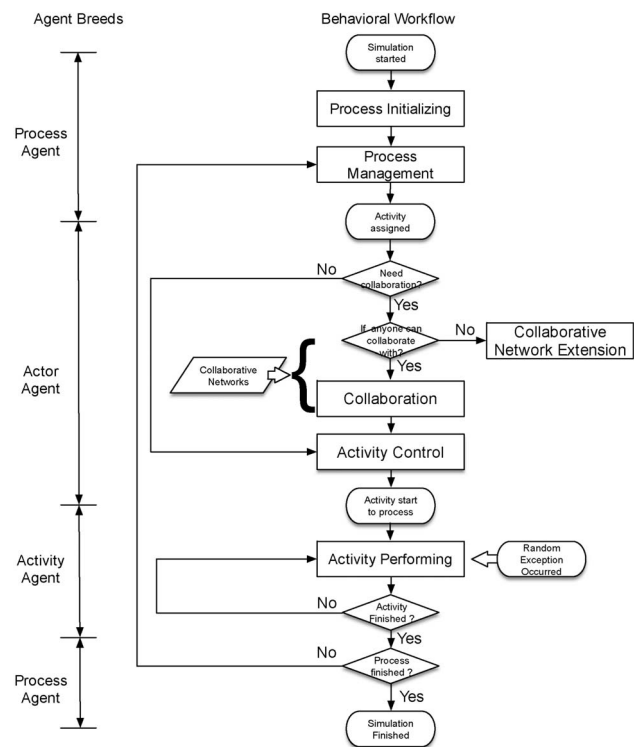 Agent Breeds
Behavioral Workflow
Simulation
started
Process Initializing
Process
Agent
Process
Management
Activity
assigned
No
Need
collaboration?
Yes
If anyone can
collaborate
with?
No
Collaborative
Network Extension
Yes
Collaborative
Networks
Actor
Agent
Collaboration
Activity Control
Activity start
to process
Activity
Agent
Activity Performing
Random
Exception
Occurred
No
Activity
Finished ?
Yes
No
Process
finished ?
Process
Agent
Yes
Simulation
Finished